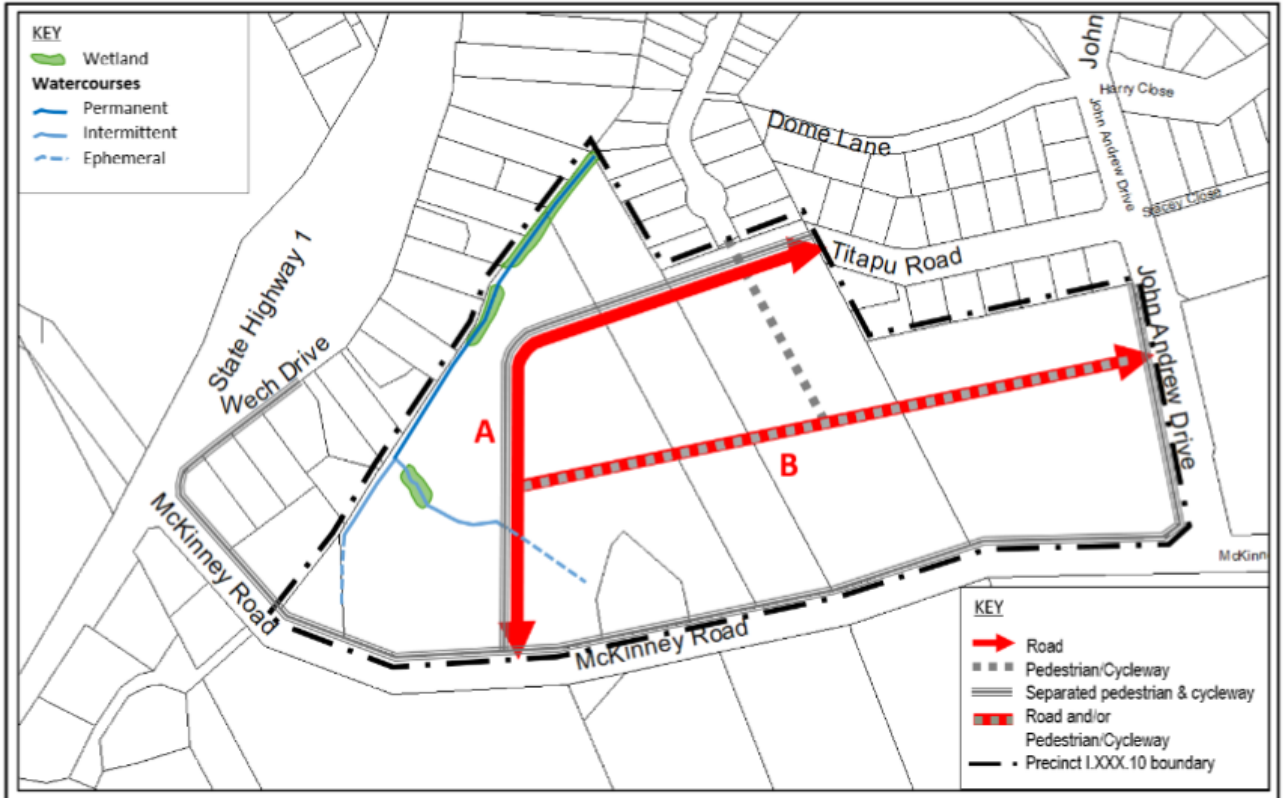 KEY
Wetland
Watercourses
Permanent
Intermittent
Ephemeral
John
Harry Close
Dome Lane
John Andrew Drive
Stacey Close
Titapu Road
State Highway 1
Wech Drive
John Andrew Drive
A
B
McKinney Road
McKinn
McKinney Road
KEY
Road
Pedestrian/Cycleway
Separated pedestrian & cycleway
Road and/or
Pedestrian/Cycleway
Precinct I.XXX.10 boundary